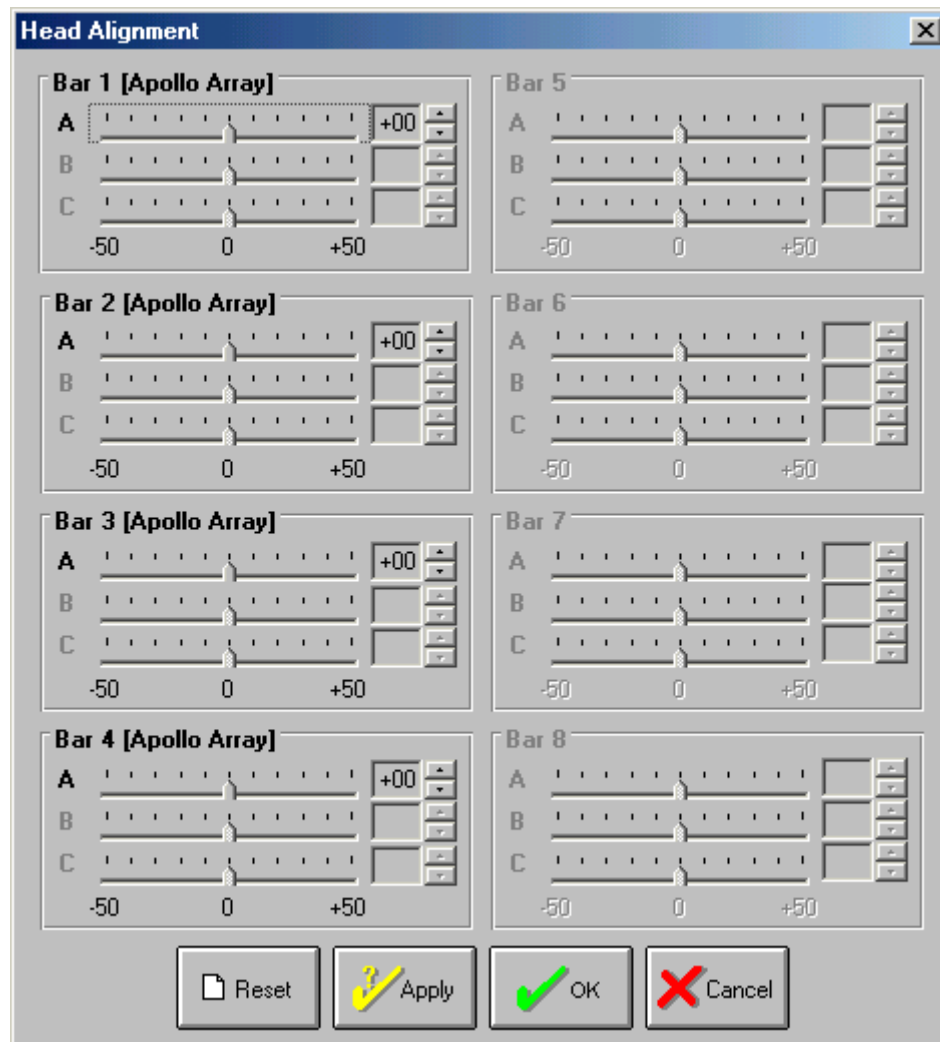 Head Alignment
Bar 1 [Apollo Array]
A +00
B
C
-50 0 +50
Bar 2 [Apollo Array]
A +00
B
C
-50 0 +50
Bar 3 [Apollo Array]
A +00
B
C
-50 0 +50
Bar 4 [Apollo Array]
A +00
B
C
-50 0 +50
Bar 5
A
B
C
-50 0 +50
Bar 6
A
B
C
-50 0 +50
Bar 7
A
B
C
-50 0 +50
Bar 8
A
B
C
-50 0 +50
Reset ? Apply OK Cancel